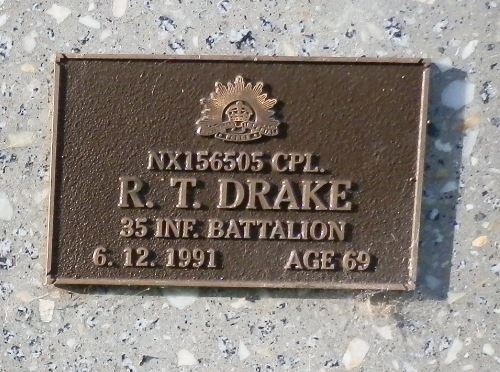 NX156505 CPL.
R. T. DRAKE
35 INF. BATTALION
6. 12. 1991 AGE 69